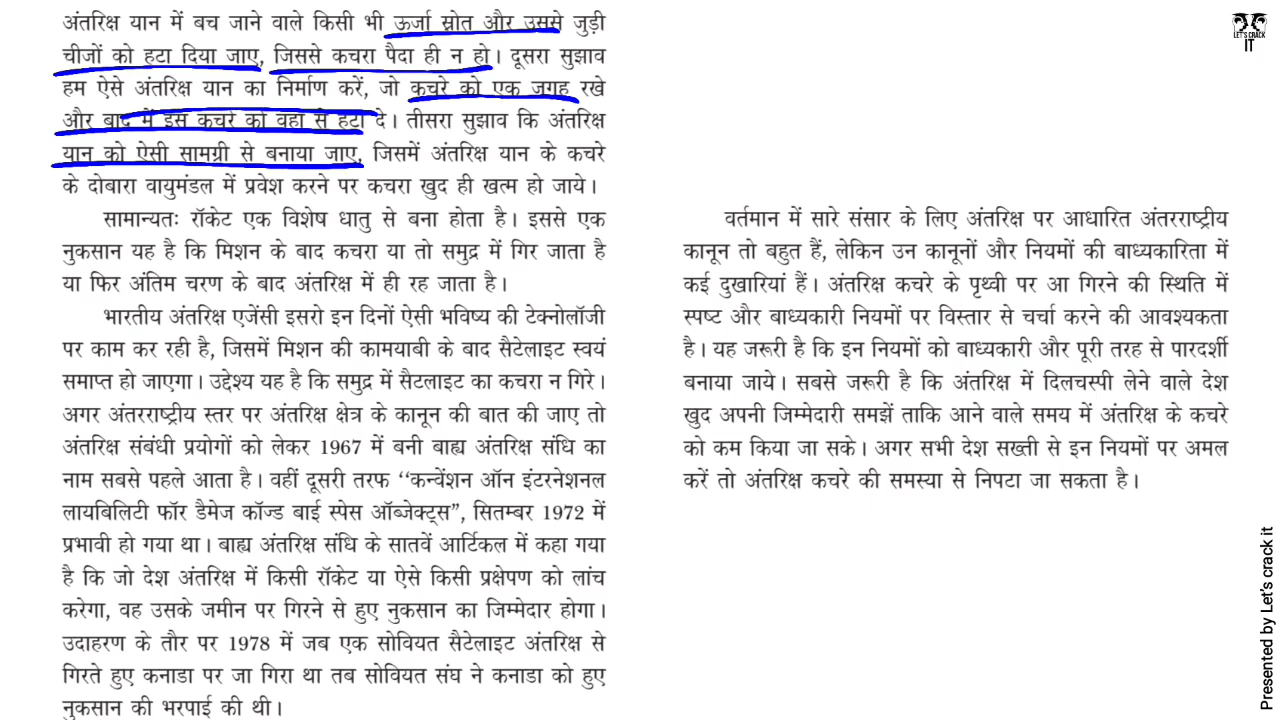 अंतरिक्ष यान में बच जाने वाले किसी भी ऊर्जा स्रोत और उससे जुड़ी
चीजों को हटा दिया जाए, जिससे कचरा पैदा ही न हो। दूसरा सुझाव
हम ऐसे अंतरिक्ष यान का निर्माण करें, जो कचरे को एक जगह रखे
और बाद में इस कचरे को वहां से हटा दे। तीसरा सुझाव कि अंतरिक्ष
यान को ऐसी सामग्री से बनाया जाए, जिसमें अंतरिक्ष यान के कचरे
के दोबारा वायुमंडल में प्रवेश करने पर कचरा खुद ही खत्म हो जाये।
सामान्यतः रॉकेट एक विशेष धातु से बना होता है। इससे एक
नुकसान यह है कि मिशन के बाद कचरा या तो समुद्र में गिर जाता है
या फिर अंतिम चरण के बाद अंतरिक्ष में ही रह जाता है।
भारतीय अंतरिक्ष एजेंसी इसरो इन दिनों ऐसी भविष्य की टेक्नोलॉजी
पर काम कर रही है, जिसमें मिशन की कामयाबी के बाद सैटेलाइट स्वयं
समाप्त हो जाएगा। उद्देश्य यह है कि समुद्र में सैटलाइट का कचरा न गिरे।
अगर अंतरराष्ट्रीय स्तर पर अंतरिक्ष क्षेत्र के कानून की बात की जाए तो
अंतरिक्ष संबंधी प्रयोगों को लेकर 1967 में बनी बाह्य अंतरिक्ष संधि का
नाम सबसे पहले आता है। वहीं दूसरी तरफ ‘‘कन्वेंशन ऑन इंटरनेशनल
लायबिलिटी फॉर डैमेज कॉज्ड बाई स्पेस ऑब्जेक्ट्स”, सितम्बर 1972 में
प्रभावी हो गया था। बाह्य अंतरिक्ष संधि के सातवें आर्टिकल में कहा गया
है कि जो देश अंतरिक्ष में किसी रॉकेट या ऐसे किसी प्रक्षेपण को लांच
करेगा, वह उसके जमीन पर गिरने से हुए नुकसान का जिम्मेदार होगा।
उदाहरण के तौर पर 1978 में जब एक सोवियत सैटेलाइट अंतरिक्ष से
गिरते हुए कनाडा पर जा गिरा था तब सोवियत संघ ने कनाडा को हुए
नुकसान की भरपाई की थी।
वर्तमान में सारे संसार के लिए अंतरिक्ष पर आधारित अंतरराष्ट्रीय
कानून तो बहुत हैं, लेकिन उन कानूनों और नियमों की बाध्यकारिता में
कई दुश्वारियां हैं। अंतरिक्ष कचरे के पृथ्वी पर आ गिरने की स्थिति में
स्पष्ट और बाध्यकारी नियमों पर विस्तार से चर्चा करने की आवश्यकता
है। यह जरूरी है कि इन नियमों को बाध्यकारी और पूरी तरह से पारदर्शी
बनाया जाये। सबसे जरूरी है कि अंतरिक्ष में दिलचस्पी लेने वाले देश
खुद अपनी जिम्मेदारी समझें ताकि आने वाले समय में अंतरिक्ष के कचरे
को कम किया जा सके। अगर सभी देश सख्ती से इन नियमों पर अमल
करें तो अंतरिक्ष कचरे की समस्या से निपटा जा सकता है।
LET'S CRACK
IT
Presented by Let's crack it